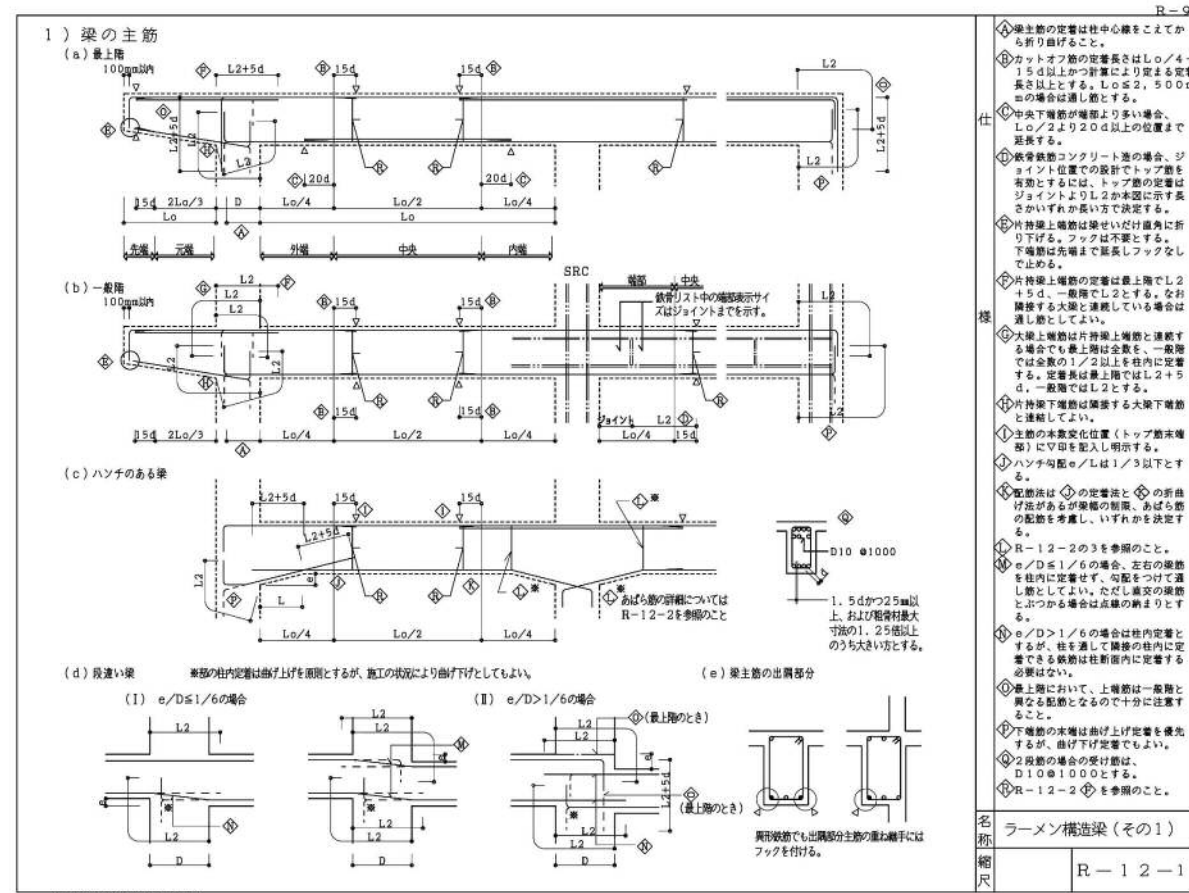 R-9
1)梁の主筋
(a)最上階
100mm以内
F
L2+5d
B 15d
15d B
L2
O
E
L2+5d
L2
H
L2
R
R
R
L2
P
L2+5d
C 20d
20d C
15d 2Lo/3 D Lo/4 Lo/2 Lo/4
Lo
A
Lo
先端 元端 外端 中央 内端
(b)一般階
100mm以内
G
L2
F
L2
L2
B 15d
15d B
SRC
端部 中央
鉄骨リスト中の端部表示サイ
ズはジョイントまでを示す。
L2
E
L2
H
L2
R
R
R
L2
B 15d
15d B
ジョイント L2 D
P
15d 2Lo/3 Lo/4 Lo/2 Lo/4 Lo/4 15d
A
(c)ハンチのある梁
L2+5d
15d I
I 15d
L ※
Q
L2+5d
D10 @1000
L2
e
P
L
J
R
R
K
L ※
L あばら筋の詳細については
R-12-2を参照のこと
d
1.5dかつ25mm以
上、および粗骨材最大
寸法の1.25倍以上
のうち大きい方とする。
Lo/4 Lo/2 Lo/4
(d)段違い梁
※部の柱内定着は曲げ上げを原則とするが、施工の状況により曲げ下げとしてもよい。
(e)梁主筋の出隅部分
(I) e/D≦1/6の場合
(II) e/D>1/6の場合
L2
L2
L2
M
e
L2
L2
O (最上階のとき)
e
L2+5d
e
※
L2
N
D
※
L2
D
※
L2
D
O
(最上階のとき)
N
異形鉄筋でも出隅部分主筋の重ね継手には
フックを付ける。
仕
様
A 梁主筋の定着は柱中心線をこえてか
ら折り曲げること。
B カットオフ筋の定着長さはLo/4+
15d以上かつ計算により定まる定着
長さ以上とする。Lo≦2,500m
mの場合は通し筋とする。
C 中央下端筋が端部より多い場合、
Lo/2より20d以上の位置まで
延長する。
D 鉄骨鉄筋コンクリート造の場合、ジ
ョイント位置での設計でトップ筋を
有効とするには、トップ筋の定着は
ジョイントよりL2か本図に示す長
さかいずれか長い方で決定する。
E 片持梁上端筋は梁せいだけ直角に折
り下げる。フックは不要とする。
下端筋は先端まで延長しフックなし
で止める。
F 片持梁上端筋の定着は最上階でL2
+5d、一般階でL2とする。なお
隣接する大梁と連続している場合は
通し筋としてよい。
G 大梁上端筋は片持梁上端筋と連続す
る場合でも最上階は全数を、一般階
では全数の1/2以上を柱内に定着
する。定着長は最上階ではL2+5
d、一般階ではL2とする。
H 片持梁下端筋は隣接する大梁下端筋
と連結してよい。
I 主筋の本数変化位置(トップ筋末端
部)に▽印を記入し明示する。
J ハンチ勾配e/Lは1/3以下とす
る。
K 配筋法は J の定着法と K の折曲
げ法があるが梁幅の制限、あばら筋
の配筋を考慮し、いずれかを決定す
る。
L R-12-2の3を参照のこと。
M e/D≦1/6の場合、左右の梁筋
を柱内に定着せず、勾配をつけて通
し筋としてよい。ただし直交の梁筋
とぶつかる場合は点線の納まりとす
る。
N e/D>1/6の場合は柱内定着と
するが、柱を通して隣接の柱内に定
着できる鉄筋は柱断面内に定着する
必要はない。
O 最上階において、上端筋は一般階と
異なる配筋となるので十分に注意す
ること。
P 下端筋の末端は曲げ上げ定着を優先
するが、曲げ下げ定着でもよい。
Q 2段筋の場合の受け筋は、
D10@1000とする。
R R-12-2 P を参照のこと。
名称
ラーメン構造梁(その1)
縮尺
R-12-1